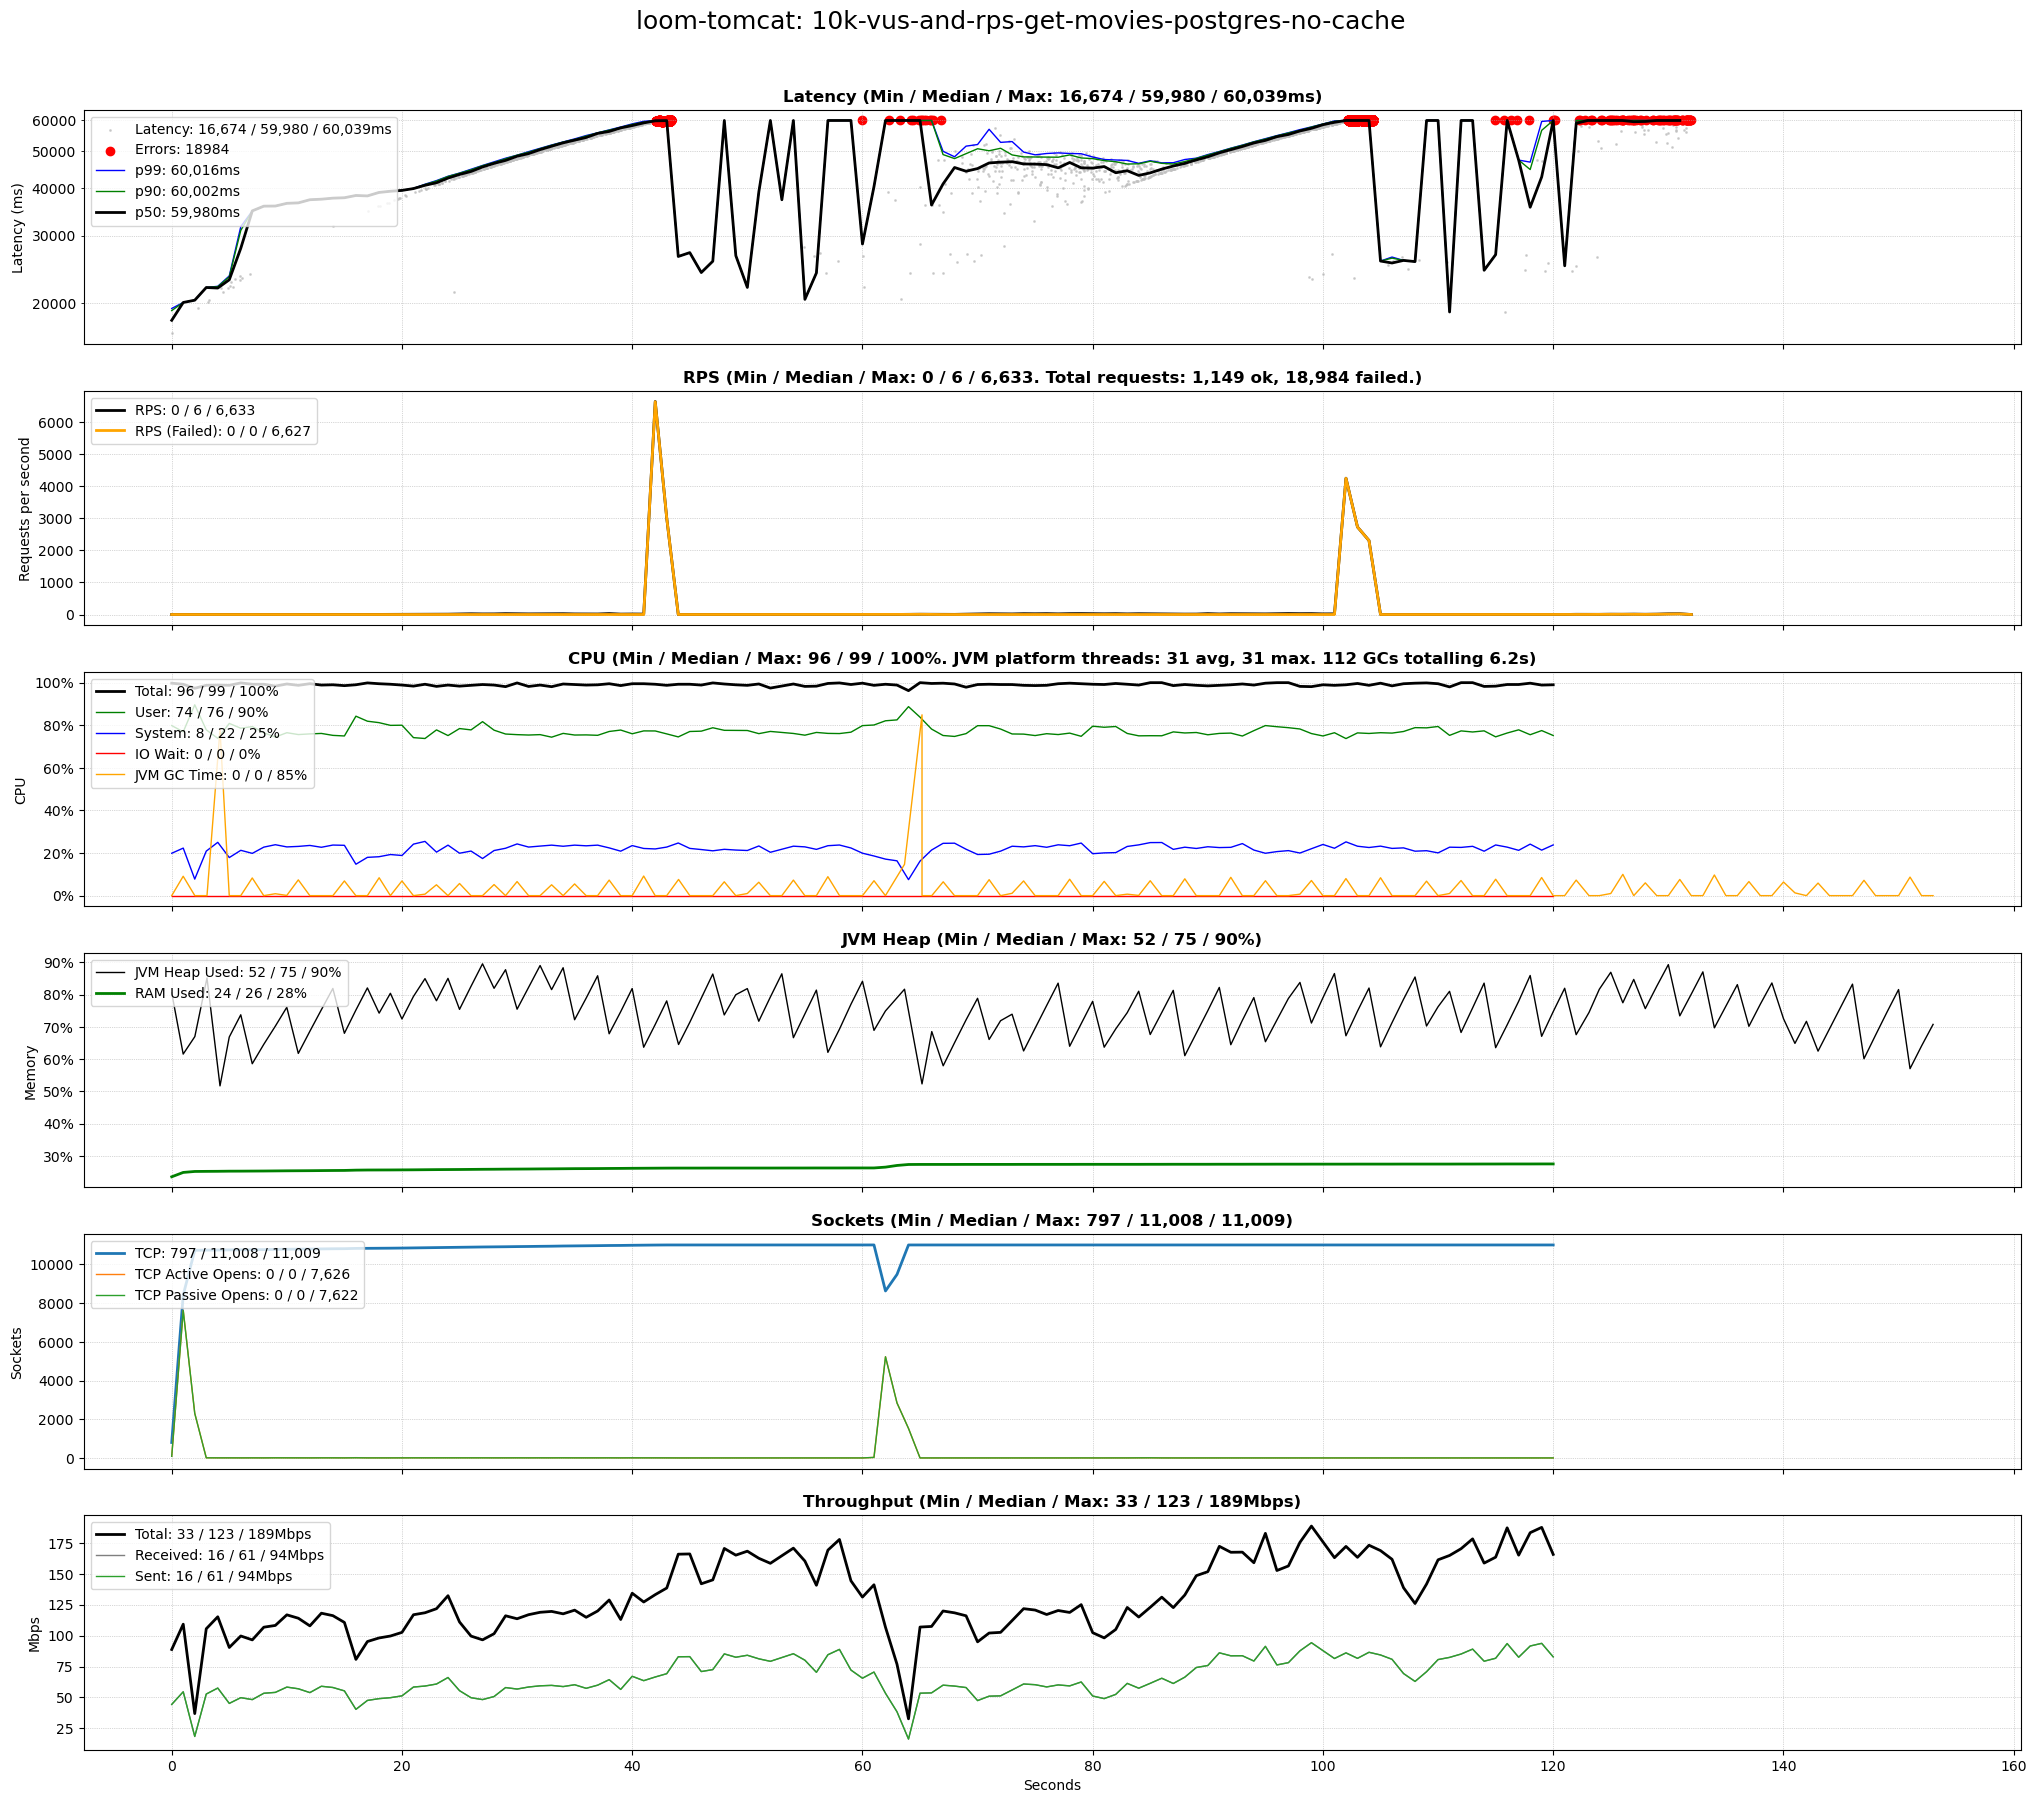 loom-tomcat: 10k-vus-and-rps-get-movies-postgres-no-cache
Latency (Min / Median / Max: 16,674 / 59,980 / 60,039ms)
Latency (ms)
60000
50000
40000
30000
20000
Latency: 16,674 / 59,980 / 60,039ms
Errors: 18984
p99: 60,016ms
p90: 60,002ms
p50: 59,980ms
RPS (Min / Median / Max: 0 / 6 / 6,633. Total requests: 1,149 ok, 18,984 failed.)
Requests per second
6000
5000
4000
3000
2000
1000
0
RPS: 0 / 6 / 6,633
RPS (Failed): 0 / 0 / 6,627
CPU (Min / Median / Max: 96 / 99 / 100%. JVM platform threads: 31 avg, 31 max. 112 GCs totalling 6.2s)
CPU
100%
80%
60%
40%
20%
0%
Total: 96 / 99 / 100%
User: 74 / 76 / 90%
System: 8 / 22 / 25%
IO Wait: 0 / 0 / 0%
JVM GC Time: 0 / 0 / 85%
JVM Heap (Min / Median / Max: 52 / 75 / 90%)
Memory
90%
80%
70%
60%
50%
40%
30%
JVM Heap Used: 52 / 75 / 90%
RAM Used: 24 / 26 / 28%
Sockets (Min / Median / Max: 797 / 11,008 / 11,009)
Sockets
10000
8000
6000
4000
2000
0
TCP: 797 / 11,008 / 11,009
TCP Active Opens: 0 / 0 / 7,626
TCP Passive Opens: 0 / 0 / 7,622
Throughput (Min / Median / Max: 33 / 123 / 189Mbps)
Mbps
175
150
125
100
75
50
25
Total: 33 / 123 / 189Mbps
Received: 16 / 61 / 94Mbps
Sent: 16 / 61 / 94Mbps
0 20 40 60 80 100 120 140 160
Seconds